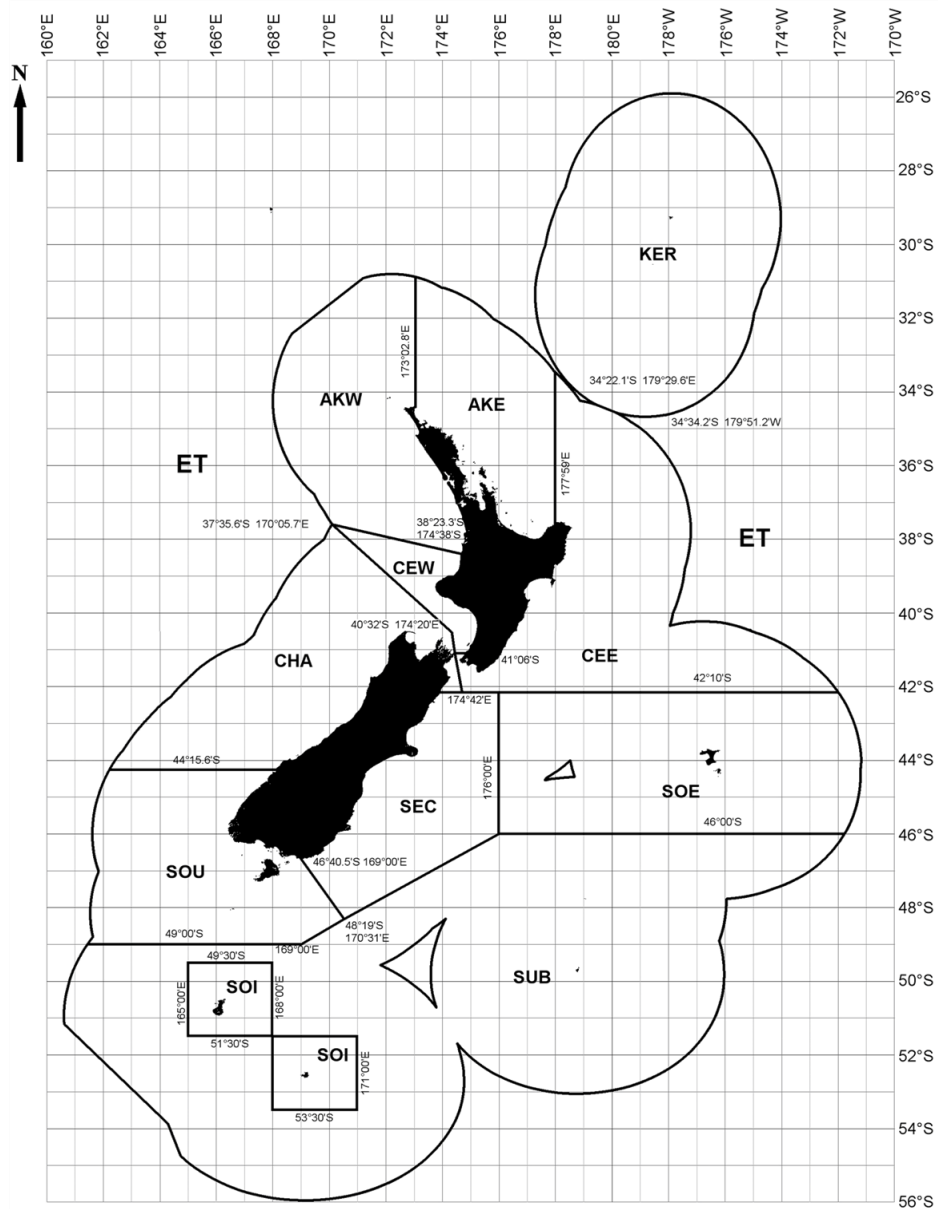 160°E
162°E
164°E
166°E
168°E
170°E
172°E
174°E
176°E
178°E
180°E
178°W
176°W
174°W
172°W
170°W
N
26°S
28°S
KER
30°S
32°S
173°02.8'E
34°22.1'S 179°29.6'E
34°S
AKW
AKE
34°34.2'S 179°51.2'W
ET
177°59'E
36°S
37°35.6'S 170°05.7'E
38°23.3'S
174°38'S
ET
38°S
CEW
40°S
40°32'S 174°20'E
CHA
41°06'S
CEE
42°10'S
42°S
174°42'E
44°15.6'S
176°00'E
44°S
SEC
SOE
46°00'S
46°S
46°40.5'S 169°00'E
SOU
48°S
48°19'S
170°31'E
49°00'S
169°00'E
49°30'S
165°00'E
SOI
168°00'E
SUB
50°S
51°30'S
SOI
171°00'E
52°S
53°30'S
54°S
56°S